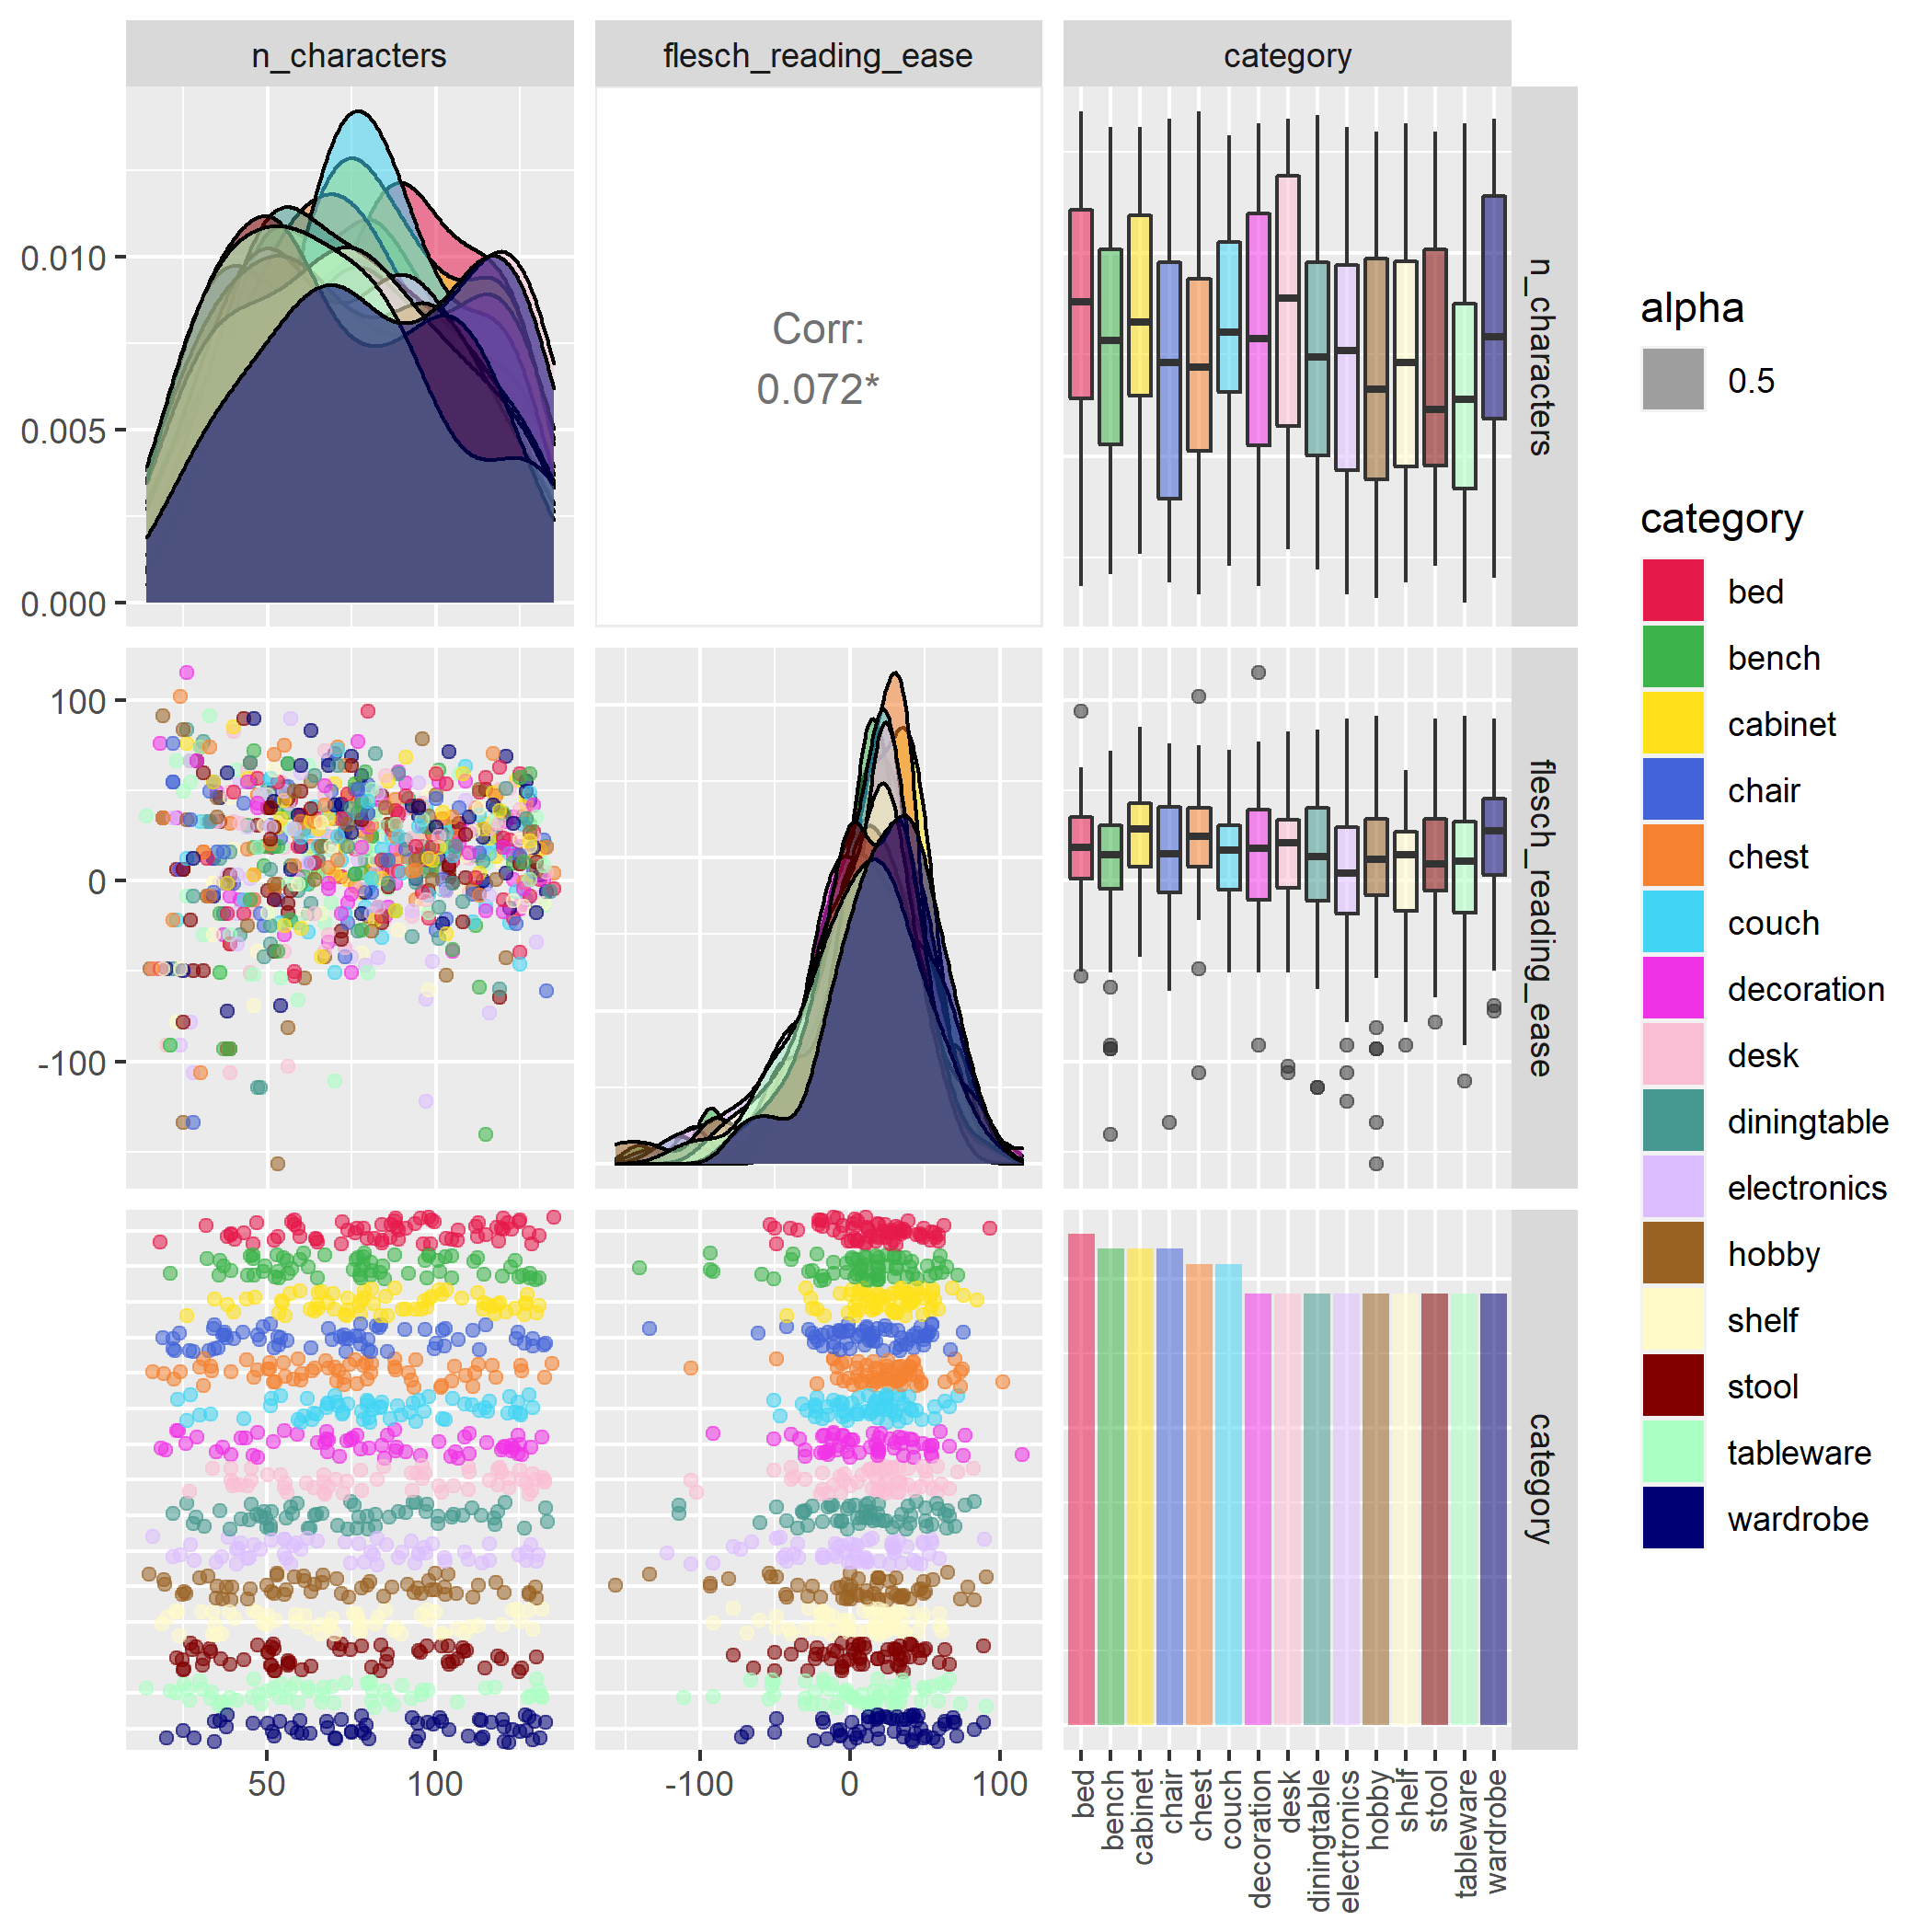 n_characters
flesch_reading_ease
category
0.010
0.005
0.000
Corr:
0.072*
n_characters
100
0
-100
flesch_reading_ease
category
50
100
-100
0
100
bed
bench
cabinet
chair
chest
couch
decoration
desk
diningtable
electronics
hobby
shelf
stool
tableware
wardrobe
alpha
0.5
category
bed
bench
cabinet
chair
chest
couch
decoration
desk
diningtable
electronics
hobby
shelf
stool
tableware
wardrobe